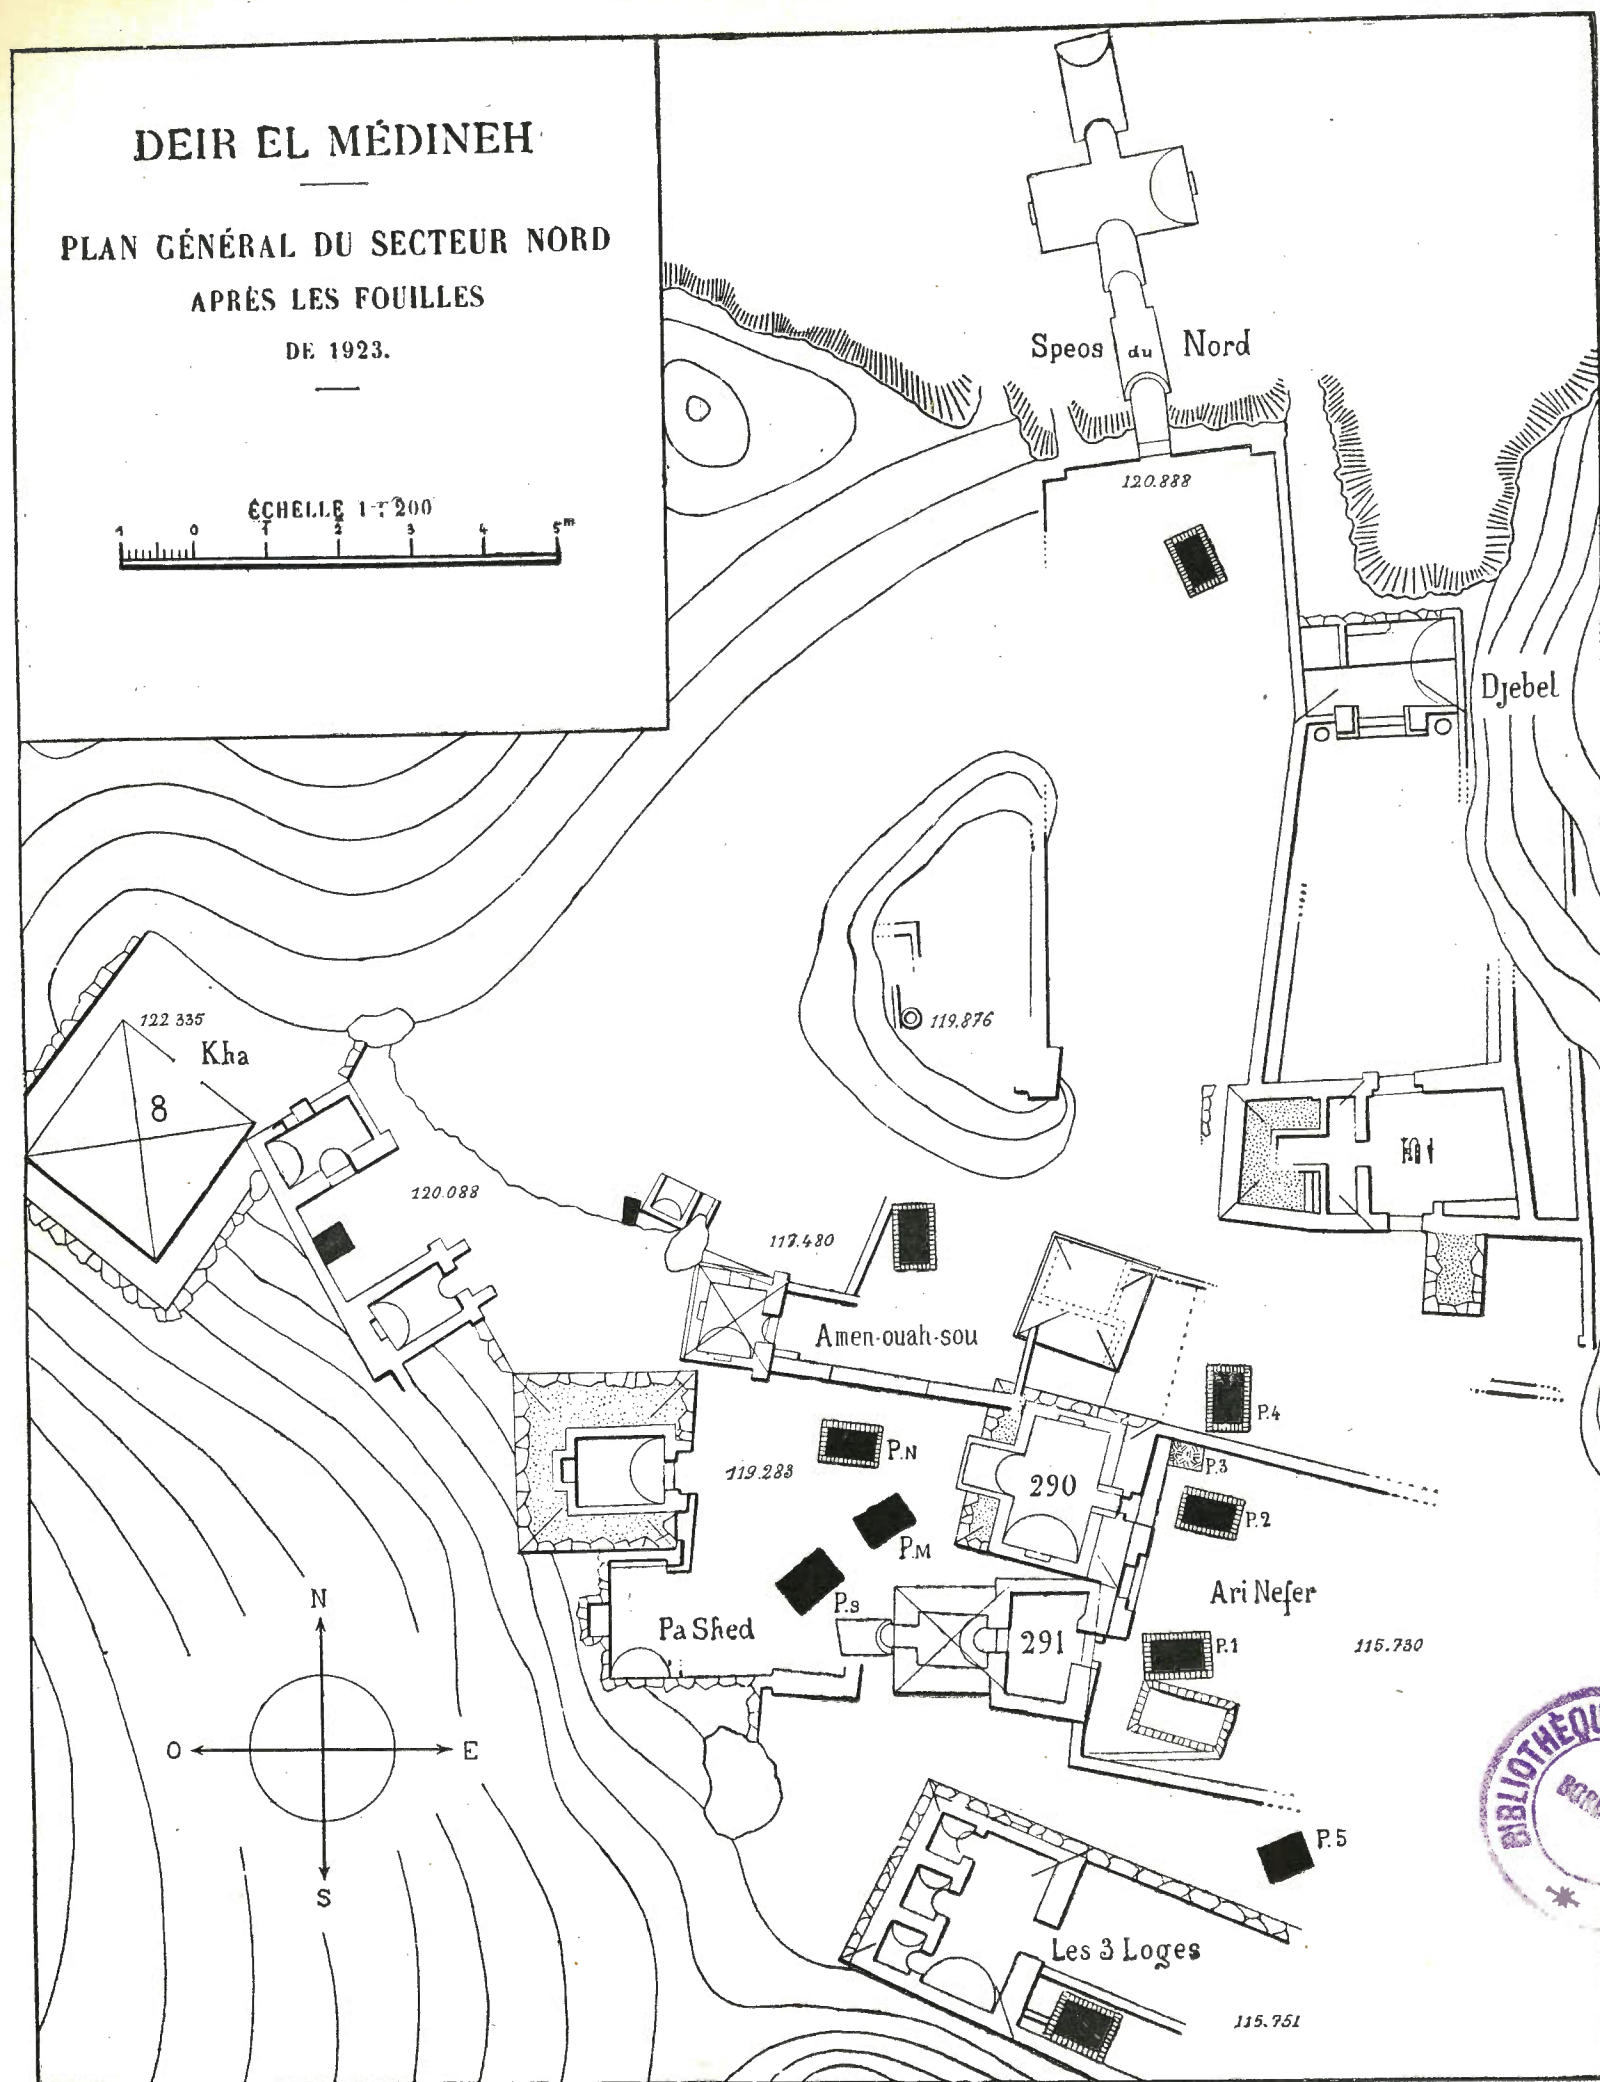 DEIR EL MÉDINEH
PLAN GÉNÉRAL DU SECTEUR NORD
APRÈS LES FOUILLES
DE 1923.
ÉCHELLE 1 : 200
1 0 1 2 3 4 5m
Speos du Nord
120.888
Djebel
122 335
Kha
8
119.876
120.088
117.480
Amen-ouah-sou
P.4
P.N
119.283
290
P.3
P.2
P.M
N
Ari Nefer
P.s
Pa Shed
291
P.1
115.730
O
E
BIBLIOTHÈQU
P.5
S
Les 3 Loges
115.751